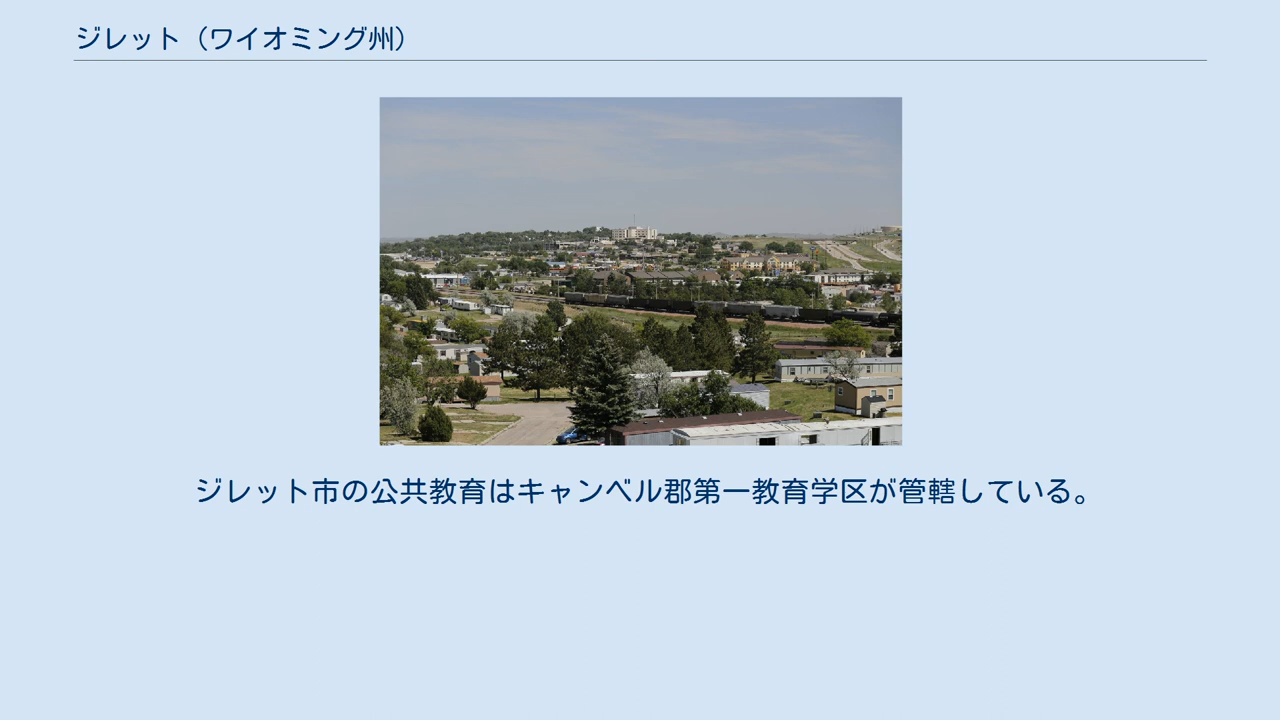 ジレット（ワイオミング州）
ジレット市の公共教育はキャンベル郡第一教育学区が管轄している。